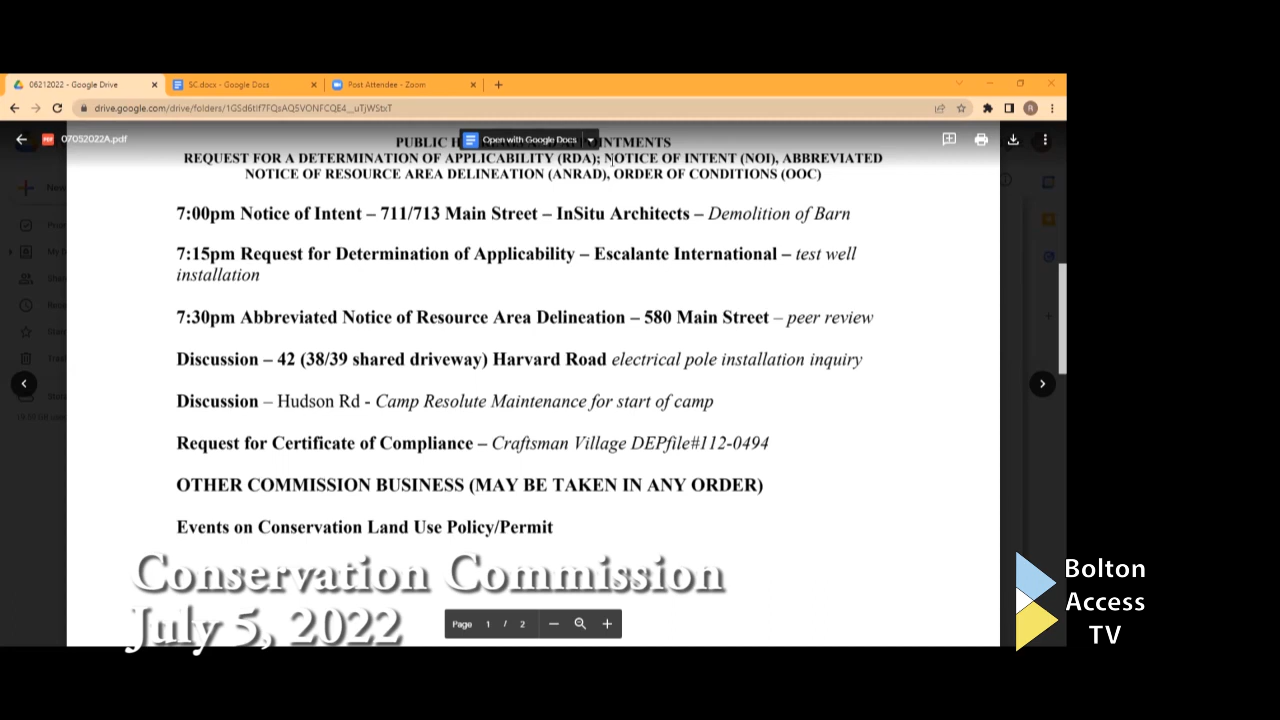 06212022 - Google Drive
SC.docx - Google Docs
Post Attendee - Zoom
drive.google.com/drive/folders/
07052022A.pdf
Open with Google Docs
PUBLIC
REQUEST FOR A DETERMINATION OF APPLICABILITY (RDA); NOTICE OF INTENT (NOI), ABBREVIATED
NOTICE OF RESOURCE AREA DELINEATION (ANRAD), ORDER OF CONDITIONS (OOC)
7:00pm Notice of Intent – 711/713 Main Street – InSitu Architects – Demolition of Barn
7:15pm Request for Determination of Applicability – Escalante International – test well
installation
7:30pm Abbreviated Notice of Resource Area Delineation – 580 Main Street – peer review
Discussion – 42 (38/39 shared driveway) Harvard Road electrical pole installation inquiry
Discussion – Hudson Rd - Camp Resolute Maintenance for start of camp
Request for Certificate of Compliance – Craftsman Village DEPfile#112-0494
OTHER COMMISSION BUSINESS (MAY BE TAKEN IN ANY ORDER)
Events on Conservation Land Use Policy/Permit
Conservation Commission
July 5, 2022
Page 1 / 2
Bolton
Access
TV